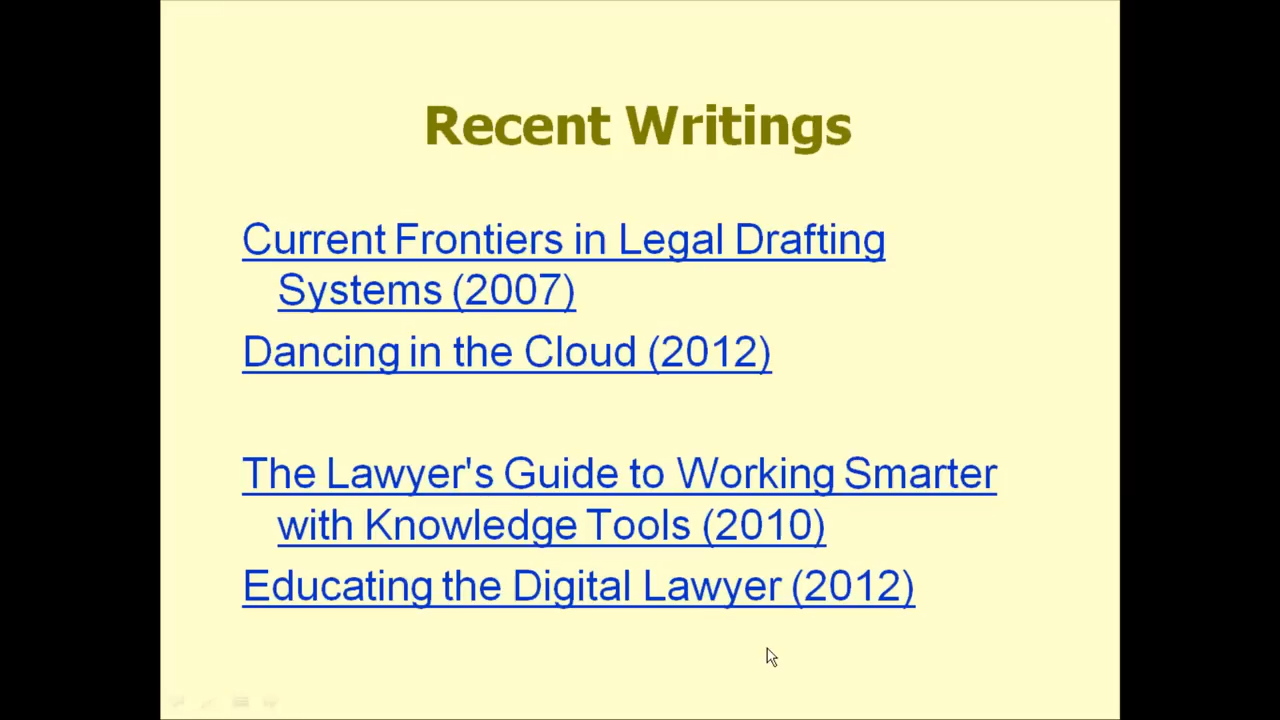 Recent Writings
Current Frontiers in Legal Drafting
Systems (2007)
Dancing in the Cloud (2012)
The Lawyer's Guide to Working Smarter
with Knowledge Tools (2010)
Educating the Digital Lawyer (2012)